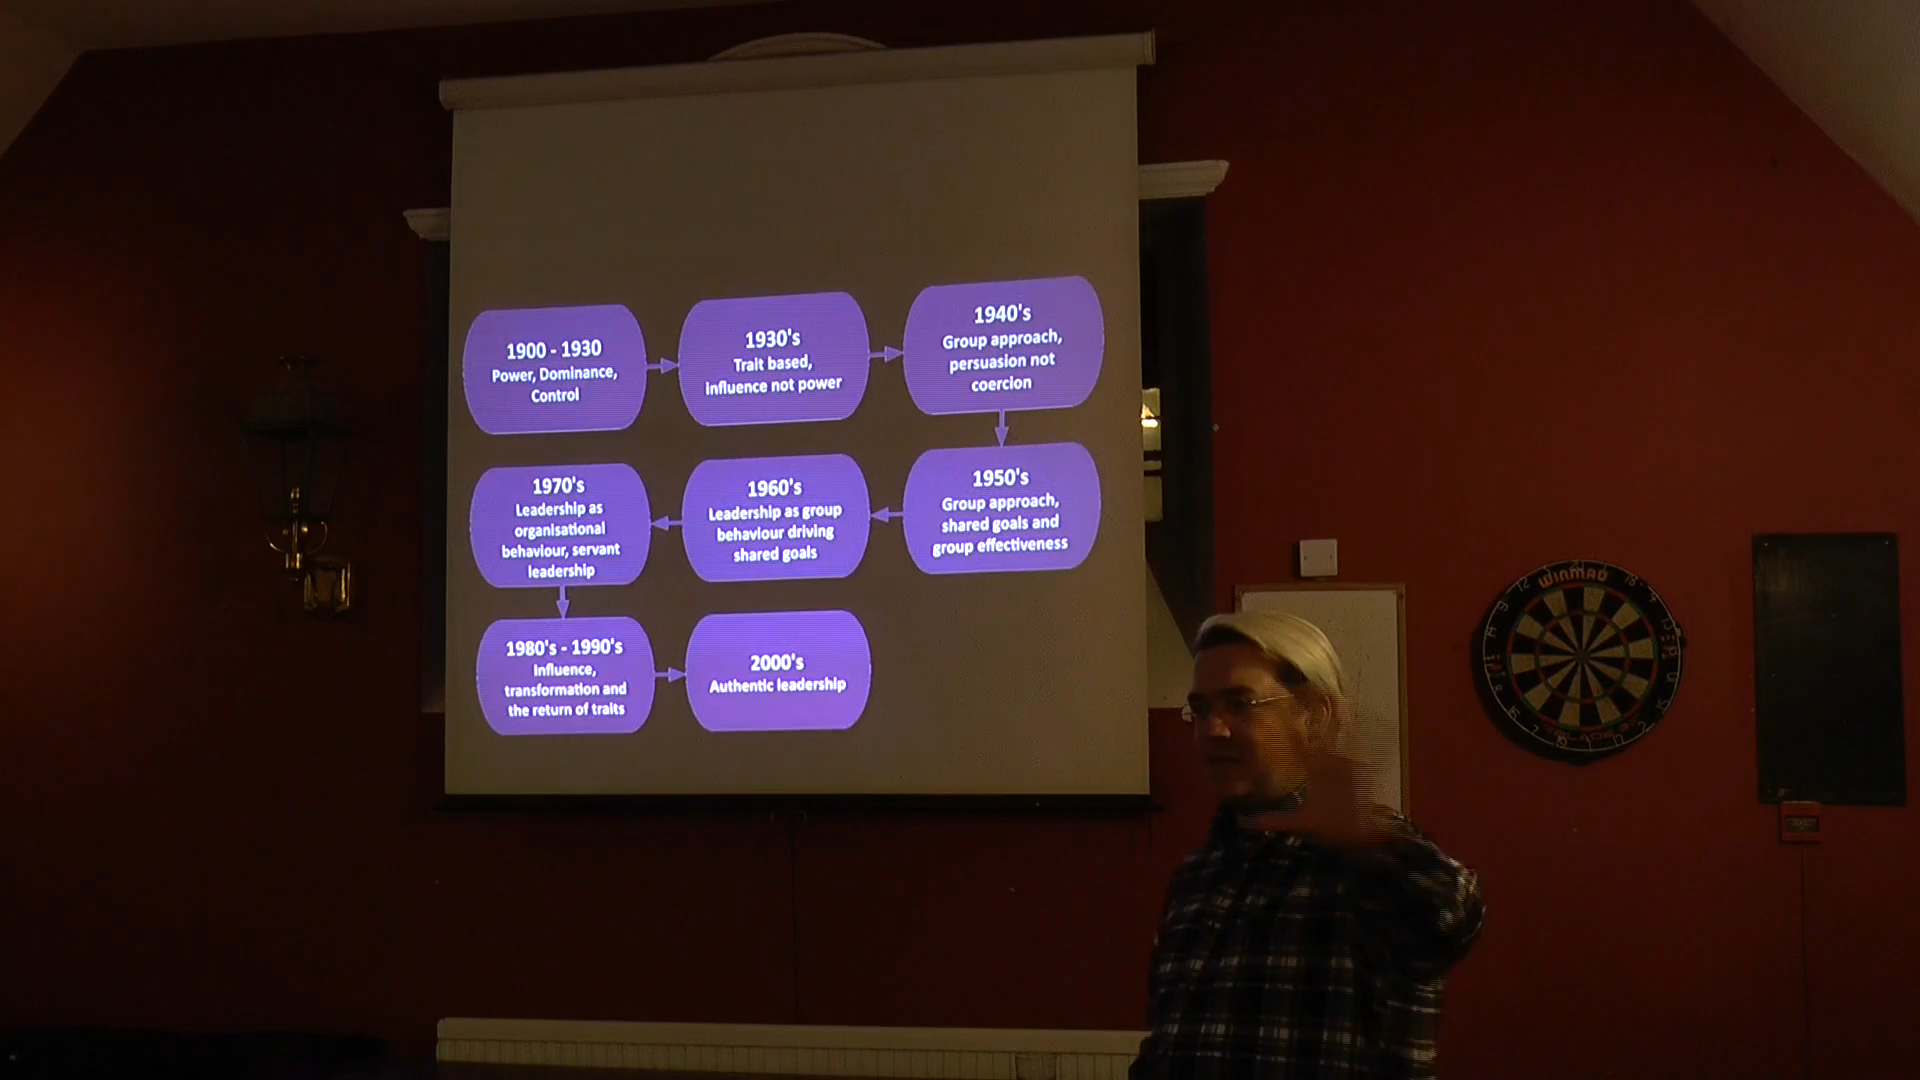 1900 - 1930
Power, Dominance,
Control
1930's
Trait based,
influence not power
1940's
Group approach,
persuasion not
coercion
1950's
Group approach,
shared goals and
group effectiveness
1960's
Leadership as group
behaviour driving
shared goals
1970's
Leadership as
organisational
behaviour, servant
leadership
1980's - 1990's
Influence,
transformation and
the return of traits
2000's
Authentic leadership
WINMAU